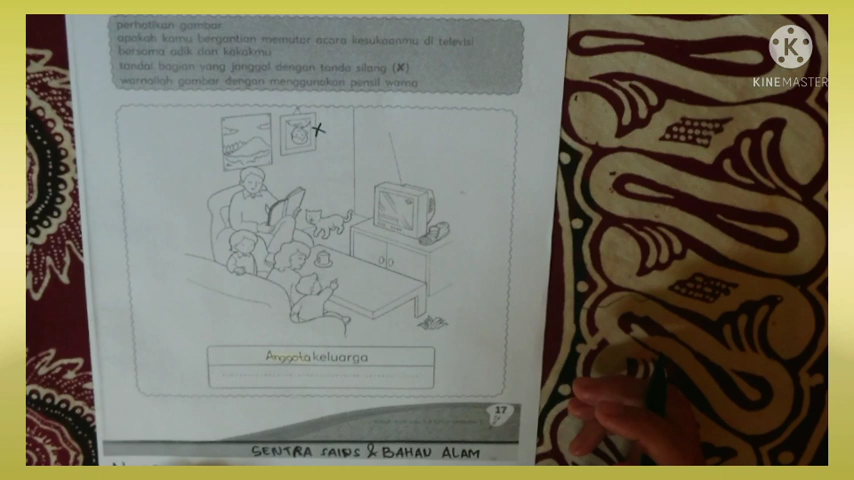 perhatikan gambar
apakah kamu bergantian memutar acara kesukaanmu di televisi
bersama adik dan kakakmu
tandai bagian yang janggal dengan tanda silang (X)
warnailah gambar dengan menggunakan pensil warna
Anggota keluarga
17
SENTRA SAINS & BAHAN ALAM
KINEMASTER